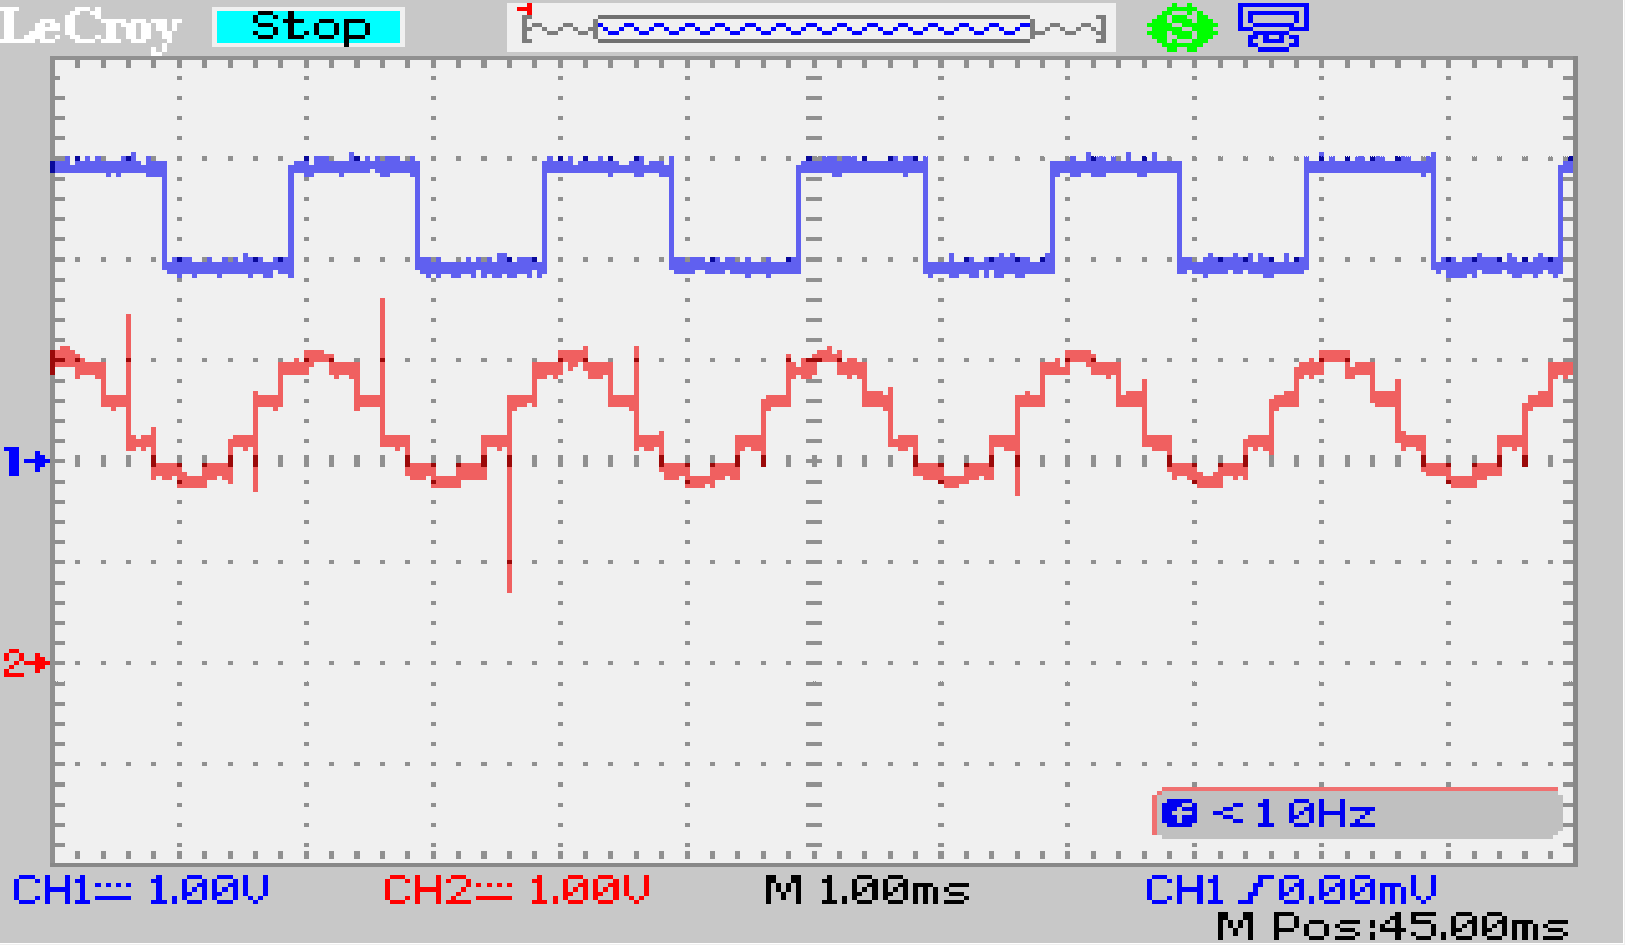 LeCroy Stop
1
2
f <10Hz
CH1 1.00V CH2 1.00V M 1.00ms CH1 0.00mV
M Pos:45.00ms